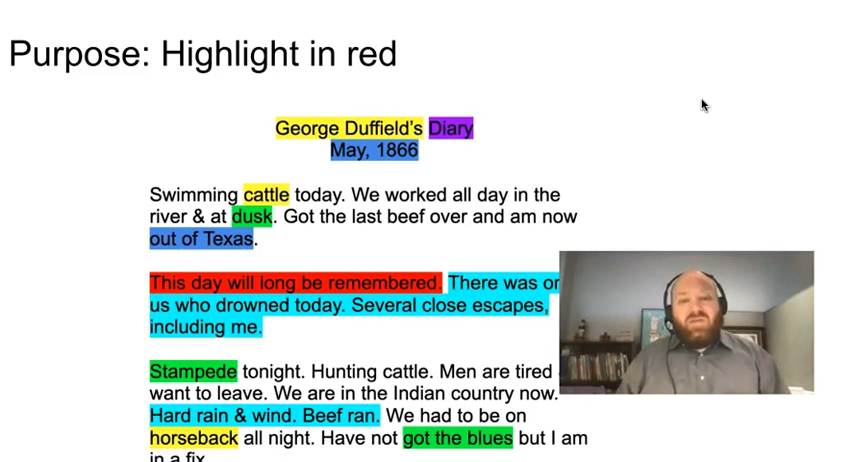 Purpose: Highlight in red
George Duffield's Diary
May, 1866
Swimming cattle today. We worked all day in the
river & at dusk. Got the last beef over and am now
out of Texas.
This day will long be remembered. There was
us who drowned today. Several close escapes,
including me.
Stampede tonight. Hunting cattle. Men are tired
want to leave. We are in the Indian country now.
Hard rain & wind. Beef ran. We had to be on
horseback all night. Have not got the blues but I am
in a fix